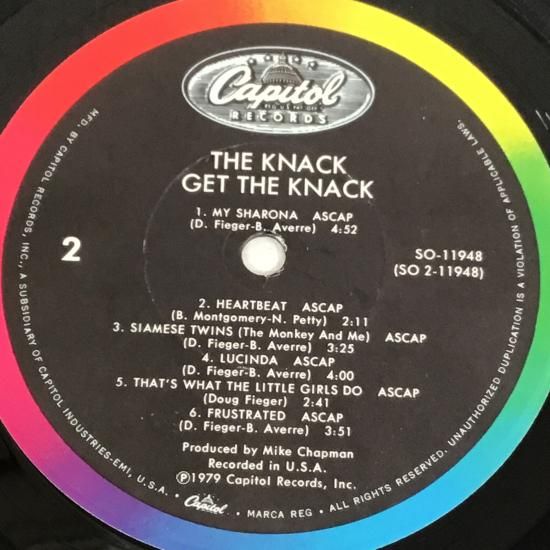 Capitol
RECORDS
THE KNACK
GET THE KNACK
1. MY SHARONA ASCAP
(D. Fieger-B. Averre) 4:52
2
SO-11948
(SO 2-11948)
2. HEARTBEAT ASCAP
(B. Montgomery-N. Petty) 2:11
3. SIAMESE TWINS (The Monkey And Me) ASCAP
(D. Fieger-B. Averre) 3:25
4. LUCINDA ASCAP
(D. Fieger-B. Averre) 4:00
5. THAT'S WHAT THE LITTLE GIRLS DO ASCAP
(Doug Fieger) 2:41
6. FRUSTRATED ASCAP
(D. Fieger-B. Averre) 3:51
Produced by Mike Chapman
Recorded in U.S.A.
Ⓟ1979 Capitol Records, Inc.
MFD. BY CAPITOL RECORDS, INC., A SUBSIDIARY OF CAPITOL INDUSTRIES-EMI, U.S.A. • Capitol • MARCA REG • ALL RIGHTS RESERVED. UNAUTHORIZED DUPLICATION IS A VIOLATION OF APPLICABLE LAWS.